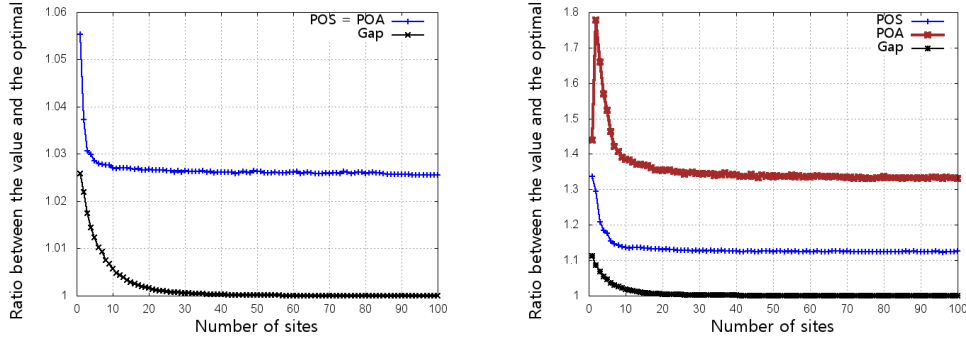 Ratio between the value and the optimal
1.06
1.05
1.04
1.03
1.02
1.01
1
POS = POA
Gap
0 10 20 30 40 50 60 70 80 90 100
Number of sites
Ratio between the value and the optimal
1.8
1.7
1.6
1.5
1.4
1.3
1.2
1.1
1
POS
POA
Gap
0 10 20 30 40 50 60 70 80 90 100
Number of sites